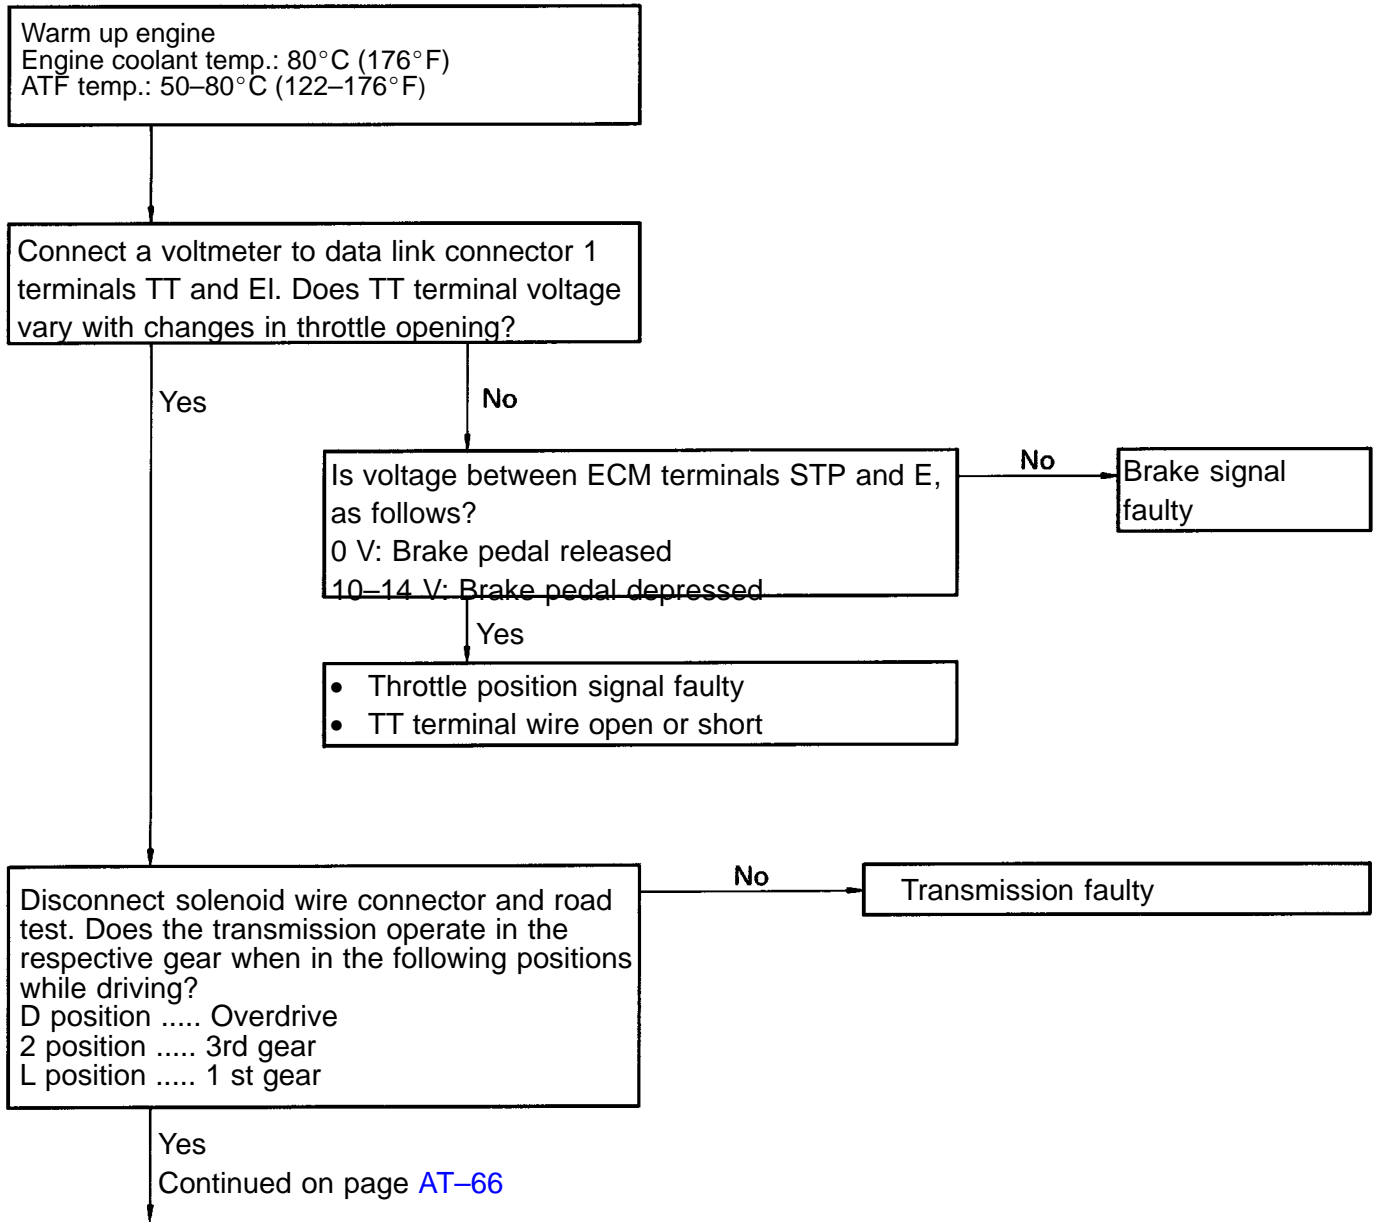 Warm up engine
Engine coolant temp.: 80°C (176°F)
ATF temp.: 50–80°C (122–176°F)
Connect a voltmeter to data link connector 1
terminals TT and El. Does TT terminal voltage
vary with changes in throttle opening?
Yes
No
Is voltage between ECM terminals STP and E,
as follows?
0 V: Brake pedal released
10–14 V: Brake pedal depressed
No
Brake signal
faulty
Yes
• Throttle position signal faulty
• TT terminal wire open or short
Disconnect solenoid wire connector and road
test. Does the transmission operate in the
respective gear when in the following positions
while driving?
D position ..... Overdrive
2 position ..... 3rd gear
L position ..... 1 st gear
No
Transmission faulty
Yes
Continued on page AT–66